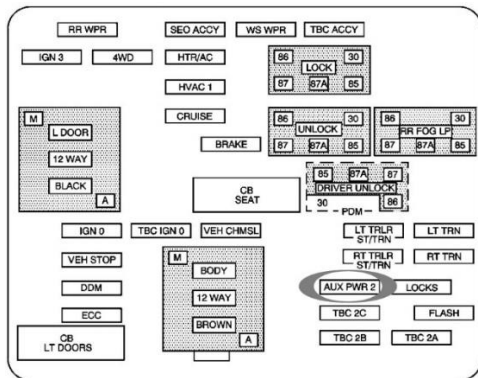 RR WPR
SEO ACCY
WS WPR
TBC ACCY
IGN 3
4WD
HTR/AC
86
30
LOCK
87
87A
85
HVAC 1
M
L DOOR
12 WAY
BLACK
A
CRUISE
BRAKE
86
30
UNLOCK
87
87A
85
86
30
RR FOG LP
87
87A
85
CB
SEAT
85
87A
87
DRIVER UNLOCK
30
86
PDM
IGN 0
TBC IGN 0
VEH CHMSL
LT TRLR
ST/TRN
LT TRN
VEH STOP
M
BODY
12 WAY
BROWN
A
RT TRLR
ST/TRN
RT TRN
DDM
AUX PWR 2
LOCKS
ECC
TBC 2C
FLASH
CB
LT DOORS
TBC 2B
TBC 2A